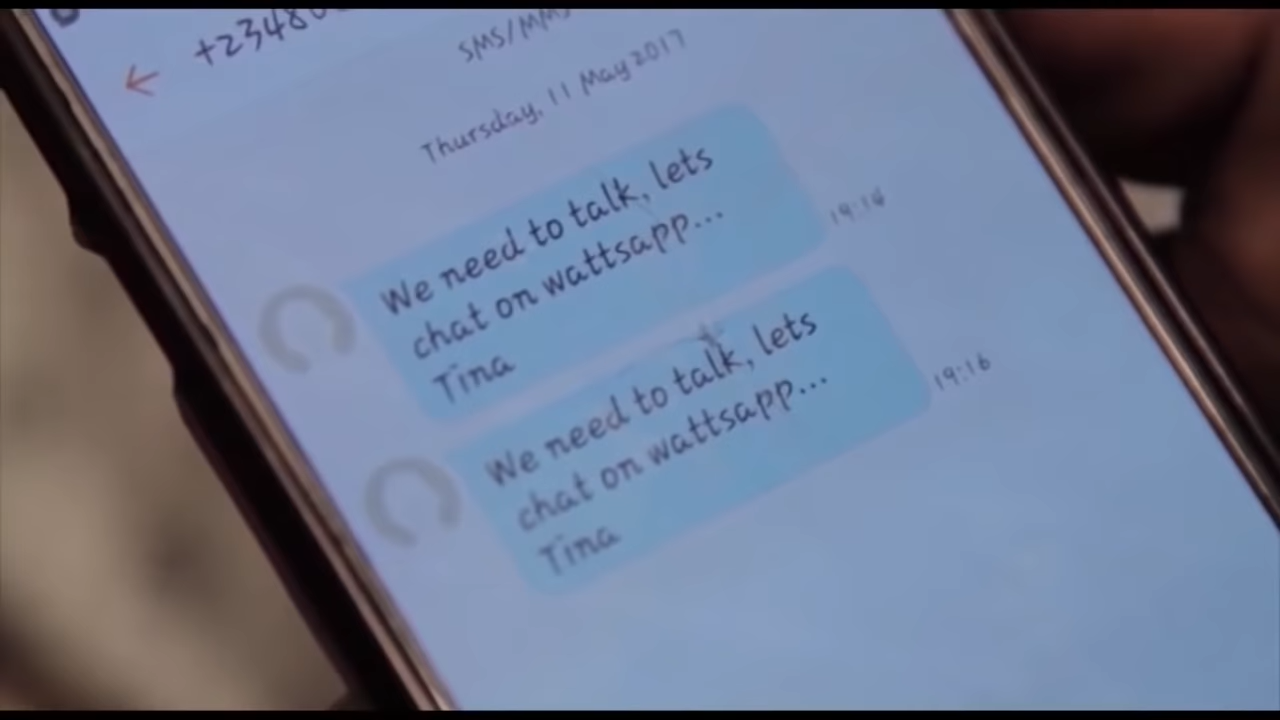 SMS/MMS
Thursday, 11 May 2017
We need to talk, lets
chat on wattsapp...
19:14
Tina
We need to talk, lets
chat on wattsapp...
19:16
Tina